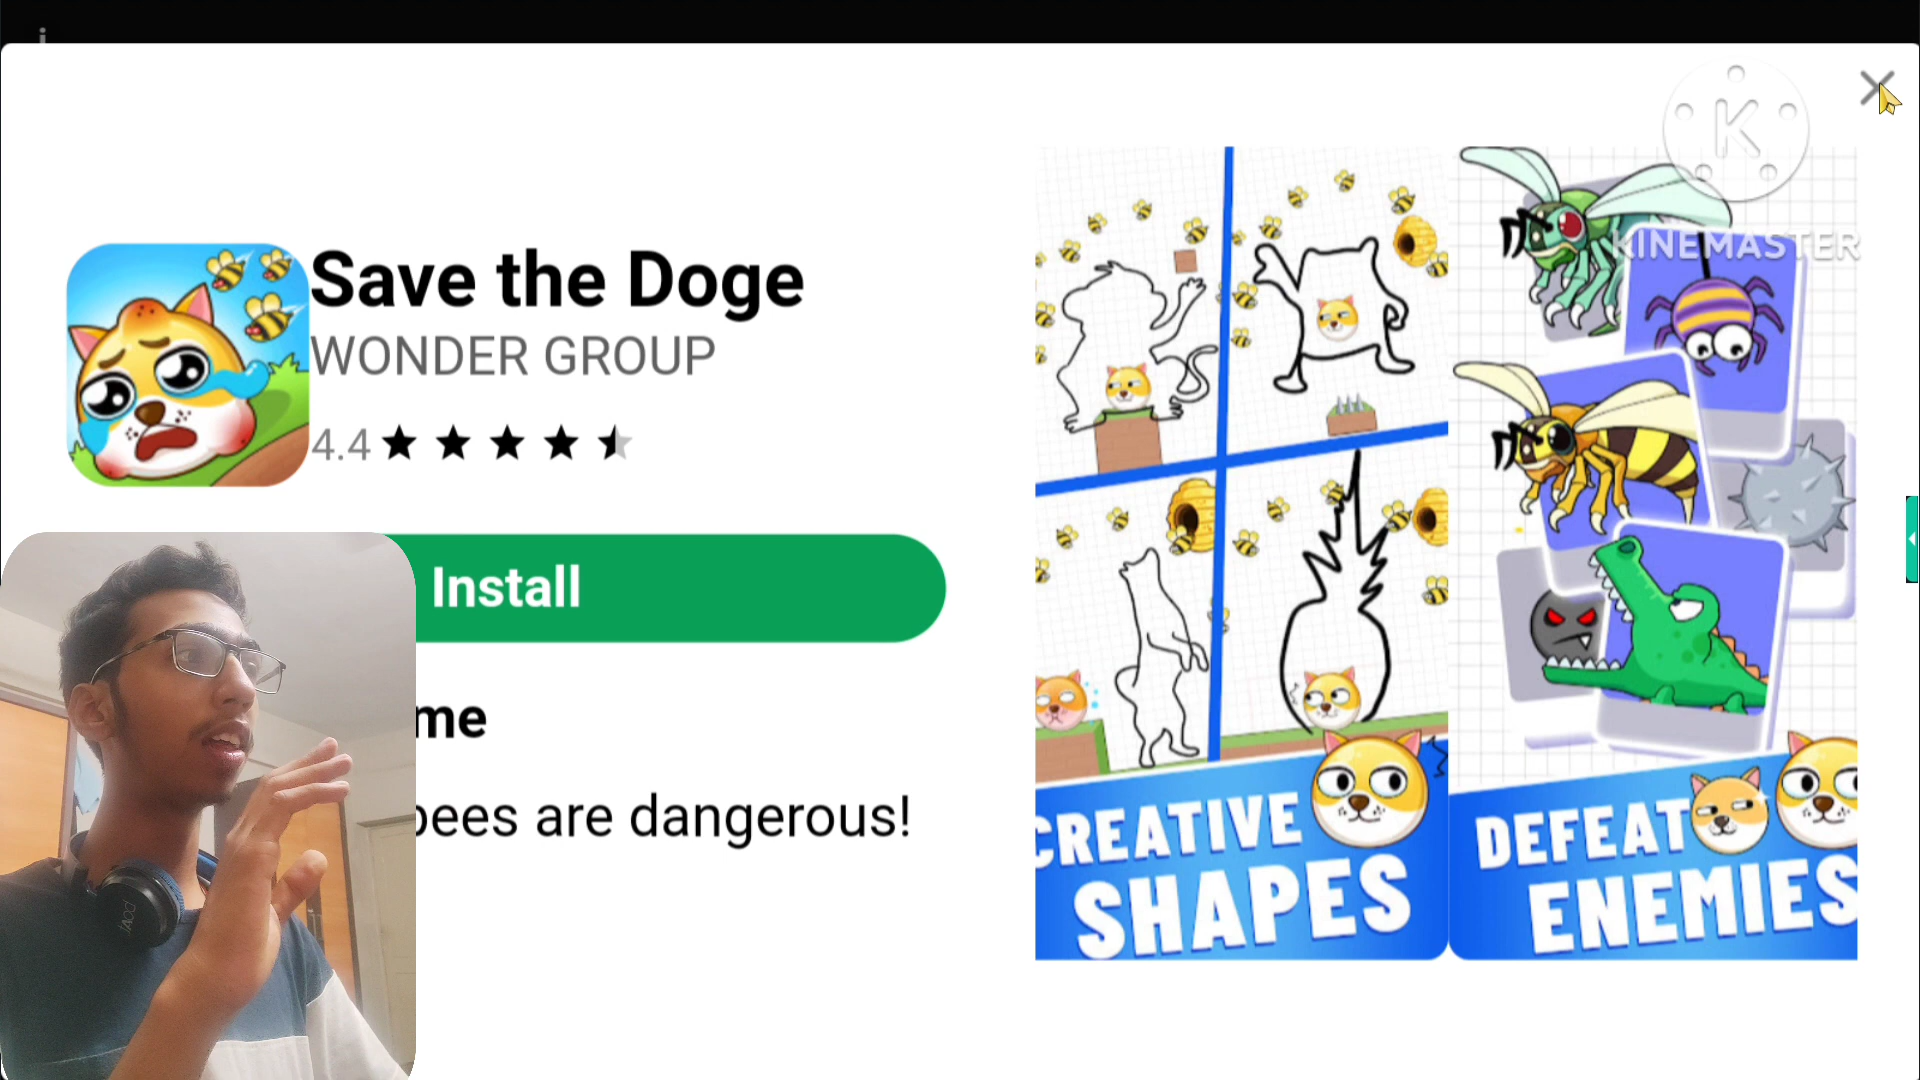 Save the Doge
WONDER GROUP
4.4
Install
me
bees are dangerous!
CREATIVE
SHAPES
DEFEAT
ENEMIES
K
KINEMASTER